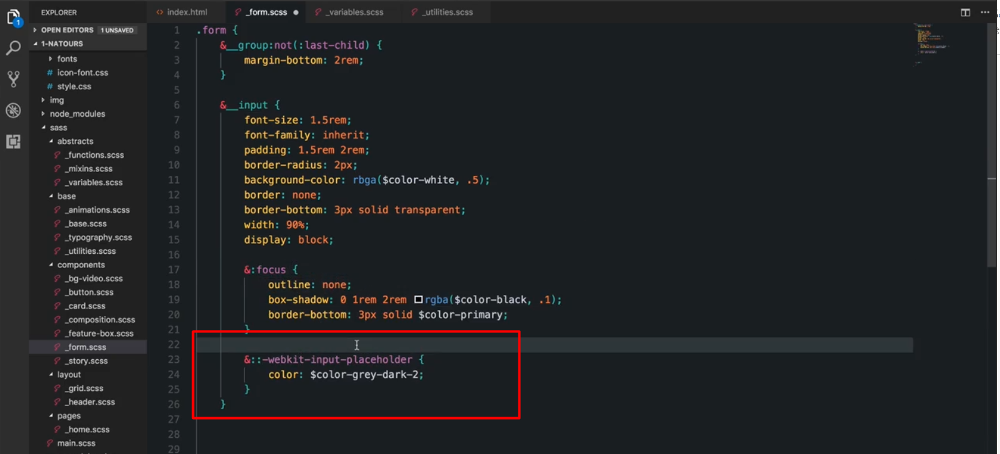 EXPLORER
OPEN EDITORS 1 UNSAVED
1-NATOURS
fonts
# icon-font.css
# style.css
img
node_modules
sass
abstracts
_functions.scss
_mixins.scss
_variables.scss
base
_animations.scss
_base.scss
_typography.scss
_utilities.scss
components
_bg-video.scss
_button.scss
_card.scss
_composition.scss
_feature-box.scss
_form.scss
_story.scss
layout
_grid.scss
_header.scss
pages
_home.scss
main.scss
1
<> index.html _form.scss ● _variables.scss _utilities.scss
1 .form {
2 &__group:not(:last-child) {
3 margin-bottom: 2rem;
4 }
5
6 &__input {
7 font-size: 1.5rem;
8 font-family: inherit;
9 padding: 1.5rem 2rem;
10 border-radius: 2px;
11 background-color: rbga($color-white, .5);
12 border: none;
13 border-bottom: 3px solid transparent;
14 width: 90%;
15 display: block;
16
17 &:focus {
18 outline: none;
19 box-shadow: 0 1rem 2rem rgba($color-black, .1);
20 border-bottom: 3px solid $color-primary;
21 }
22
23 &::-webkit-input-placeholder {
24 color: $color-grey-dark-2;
25 }
26 }
27
28
29